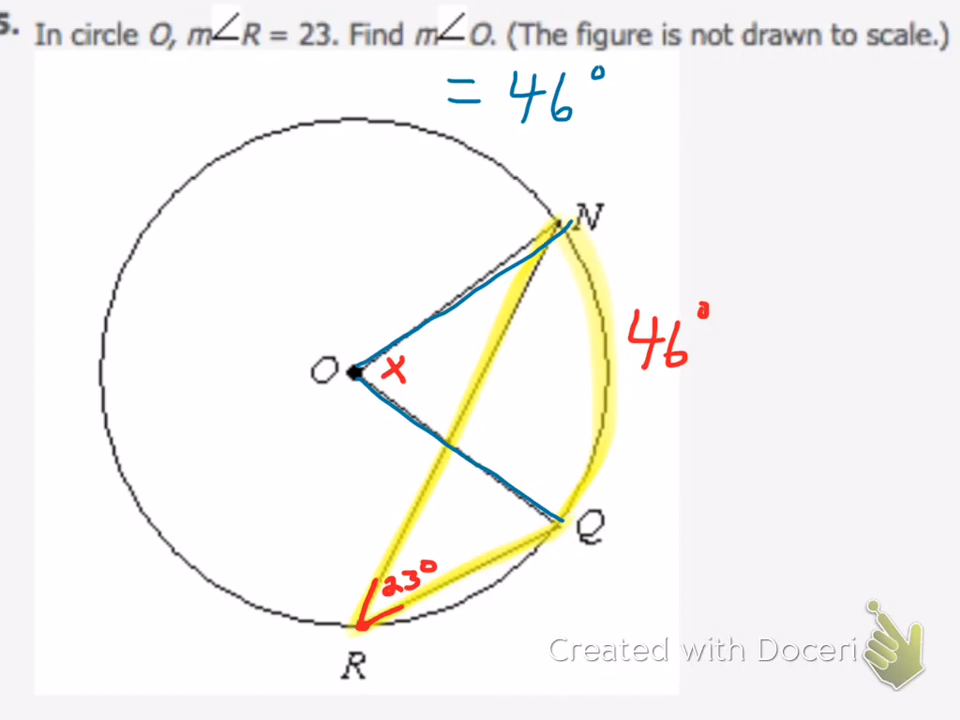 5. In circle O, m∠R = 23. Find m∠O. (The figure is not drawn to scale.)
= 46°
N
46°
O x
Q
23°
R
Created with Doceri